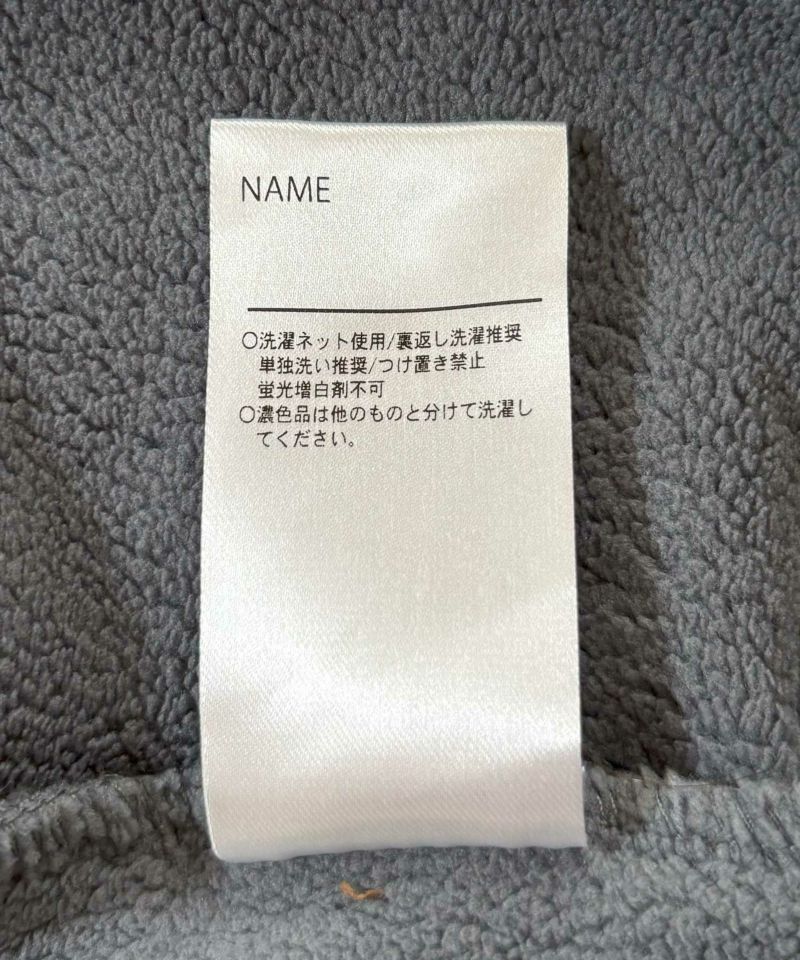 NAME
○洗濯ネット使用/裏返し洗濯推奨
単独洗い推奨/つけ置き禁止
蛍光増白剤不可
○濃色品は他のものと分けて洗濯し
てください。